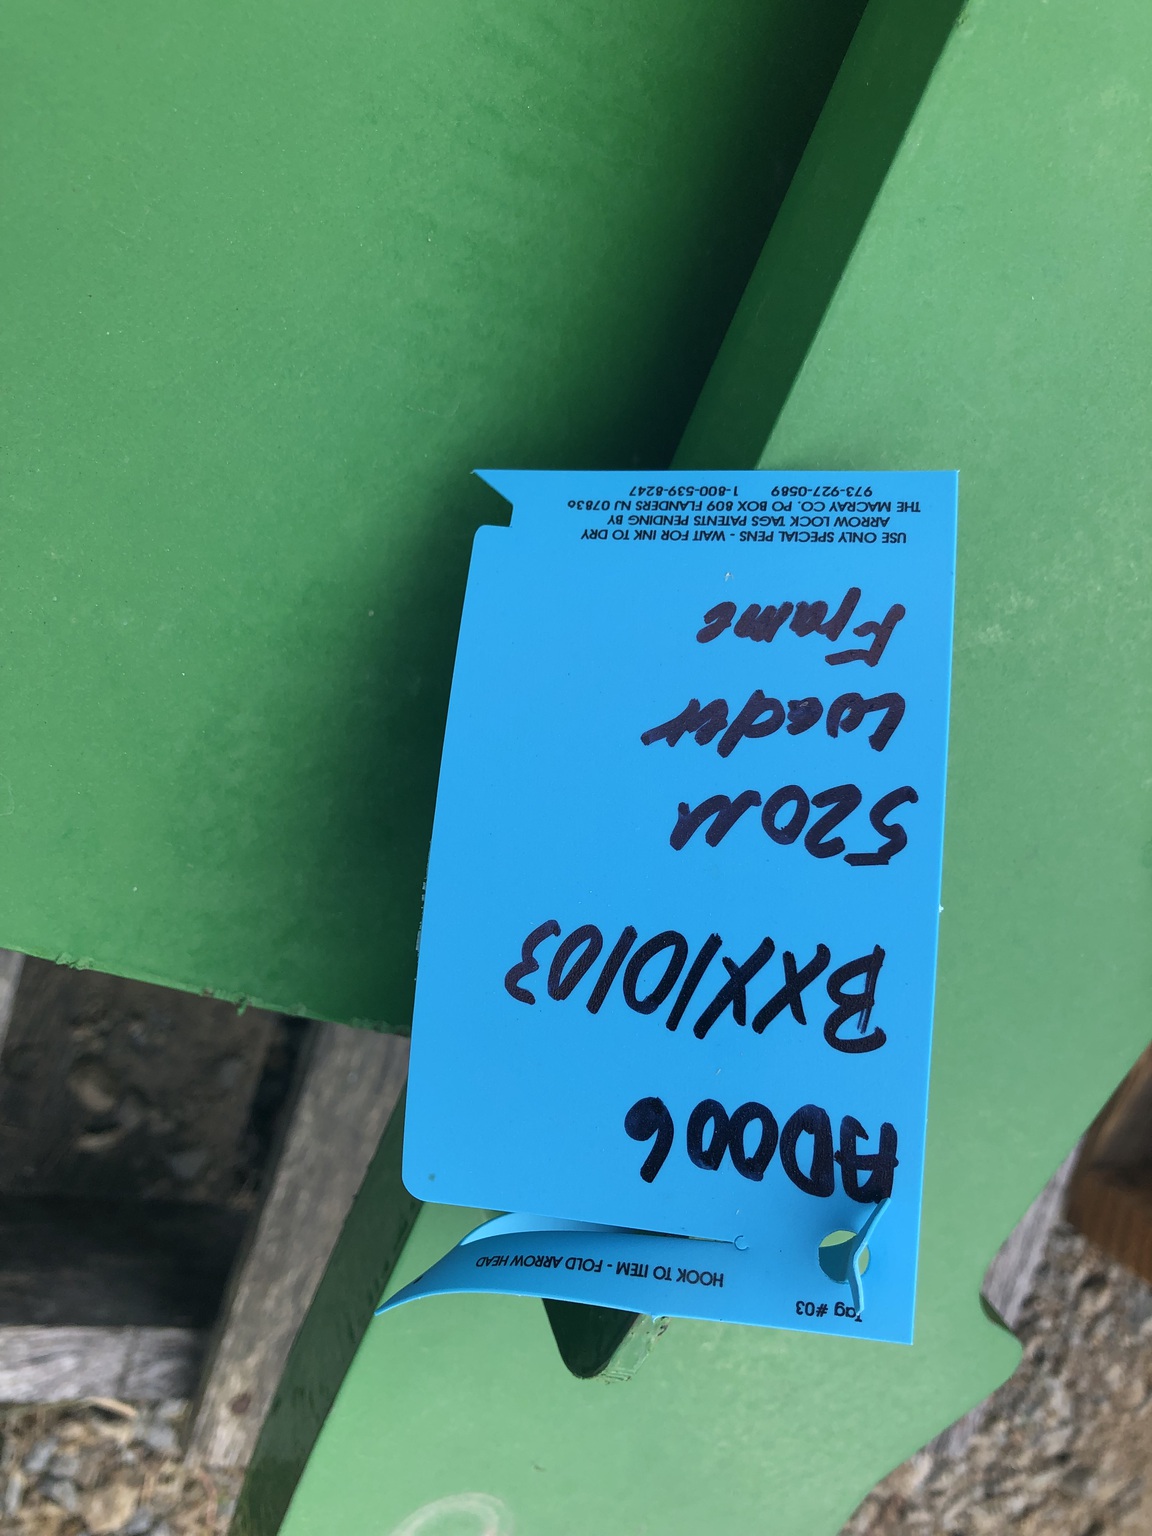 Tag #03
HOOK TO ITEM - FOLD ARROW HEAD
AD006
BXX10103
520M
Loader
Frame
USE ONLY SPECIAL PENS - WAIT FOR INK TO DRY
ARROW LOCK TAGS PATENTS PENDING BY
THE MACRAY CO. PO BOX 809 FLANDERS NJ 07836
973-927-0589 1-800-539-8247